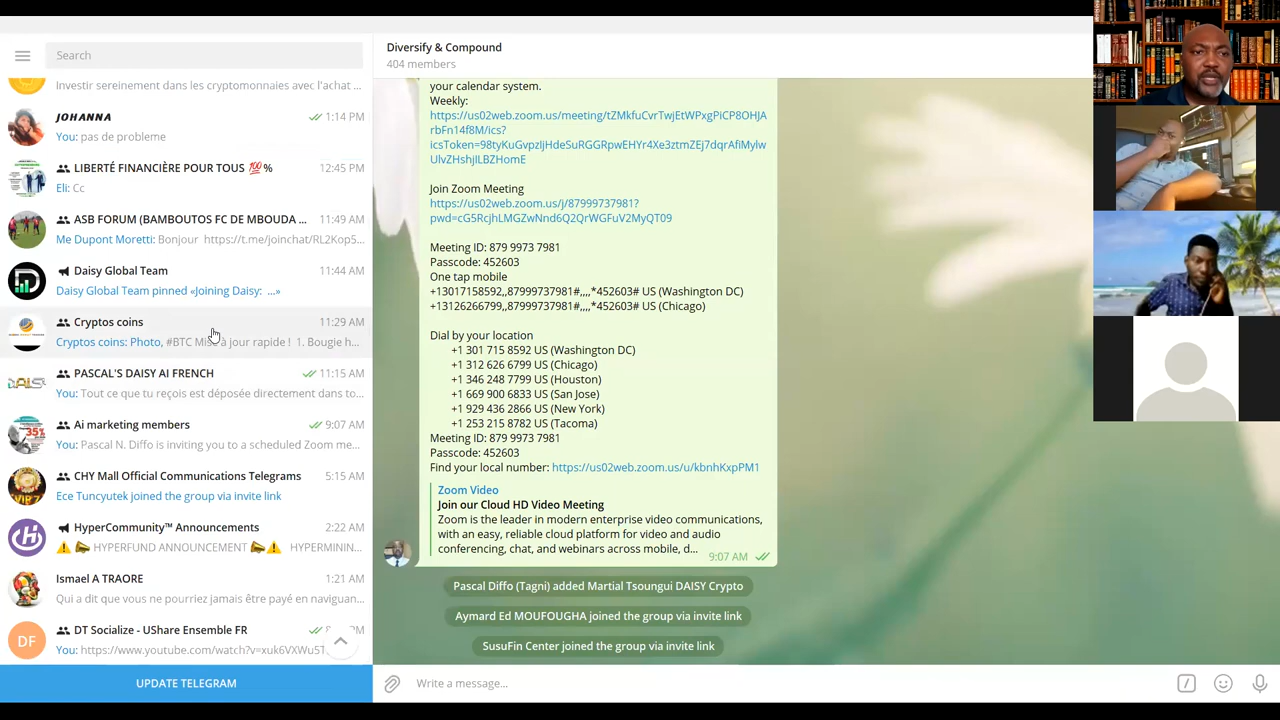 Search
Investir sereinement dans les cryptomonnaies avec l'achat ...
JOHANNA
1:14 PM
You: pas de probleme
LIBERTÉ FINANCIÈRE POUR TOUS 💯%
12:45 PM
Eli: Cc
ASB FORUM (BAMBOUTOS FC DE MBOUDA ...
11:49 AM
Me Dupont Moretti: Bonjour https://t.me/joinchat/RL2Kop5...
Daisy Global Team
11:44 AM
Daisy Global Team pinned «Joining Daisy: ...»
Cryptos coins
11:29 AM
Cryptos coins: Photo, #BTC Mise à jour rapide ! 1. Bougie h...
PASCAL'S DAISY AI FRENCH
11:15 AM
You: Tout ce que tu reçois est déposée directement dans to...
Ai marketing members
9:07 AM
You: Pascal N. Diffo is inviting you to a scheduled Zoom me...
CHY Mall Official Communications Telegrams
5:15 AM
Ece Tuncyutek joined the group via invite link
HyperCommunity™ Announcements
2:22 AM
⚠️ 📣 HYPERFUND ANNOUNCEMENT 📣⚠️ HYPERMININ...
Ismael A TRAORE
1:21 AM
Qui a dit que vous ne pourriez jamais être payé en naviguan...
DF
DT Socialize - UShare Ensemble FR
You: https://www.youtube.com/watch?v=xuk6VXWu5T
UPDATE TELEGRAM
Diversify & Compound
404 members
your calendar system.
Weekly:
https://us02web.zoom.us/meeting/tZMkfuCvrTwjEtWPxgPiCP8OHJA
rbFn14f8M/ics?
icsToken=98tyKuGvpzIjHdeSuRGGRpwEHYr4Xe3ztmZEj7dqrAfiMylw
UlvZHshjILBZHomE
Join Zoom Meeting
https://us02web.zoom.us/j/87999737981?
pwd=cG5RcjhLMGZwNnd6Q2QrWGFuV2MyQT09
Meeting ID: 879 9973 7981
Passcode: 452603
One tap mobile
+13017158592,,87999737981#,,,,*452603# US (Washington DC)
+13126266799,,87999737981#,,,,*452603# US (Chicago)
Dial by your location
+1 301 715 8592 US (Washington DC)
+1 312 626 6799 US (Chicago)
+1 346 248 7799 US (Houston)
+1 669 900 6833 US (San Jose)
+1 929 436 2866 US (New York)
+1 253 215 8782 US (Tacoma)
Meeting ID: 879 9973 7981
Passcode: 452603
Find your local number: https://us02web.zoom.us/u/kbnhKxpPM1
Zoom Video
Join our Cloud HD Video Meeting
Zoom is the leader in modern enterprise video communications,
with an easy, reliable cloud platform for video and audio
conferencing, chat, and webinars across mobile, d...
9:07 AM
Pascal Diffo (Tagni) added Martial Tsoungui DAISY Crypto
Aymard Ed MOUFOUGHA joined the group via invite link
SusuFin Center joined the group via invite link
Write a message...